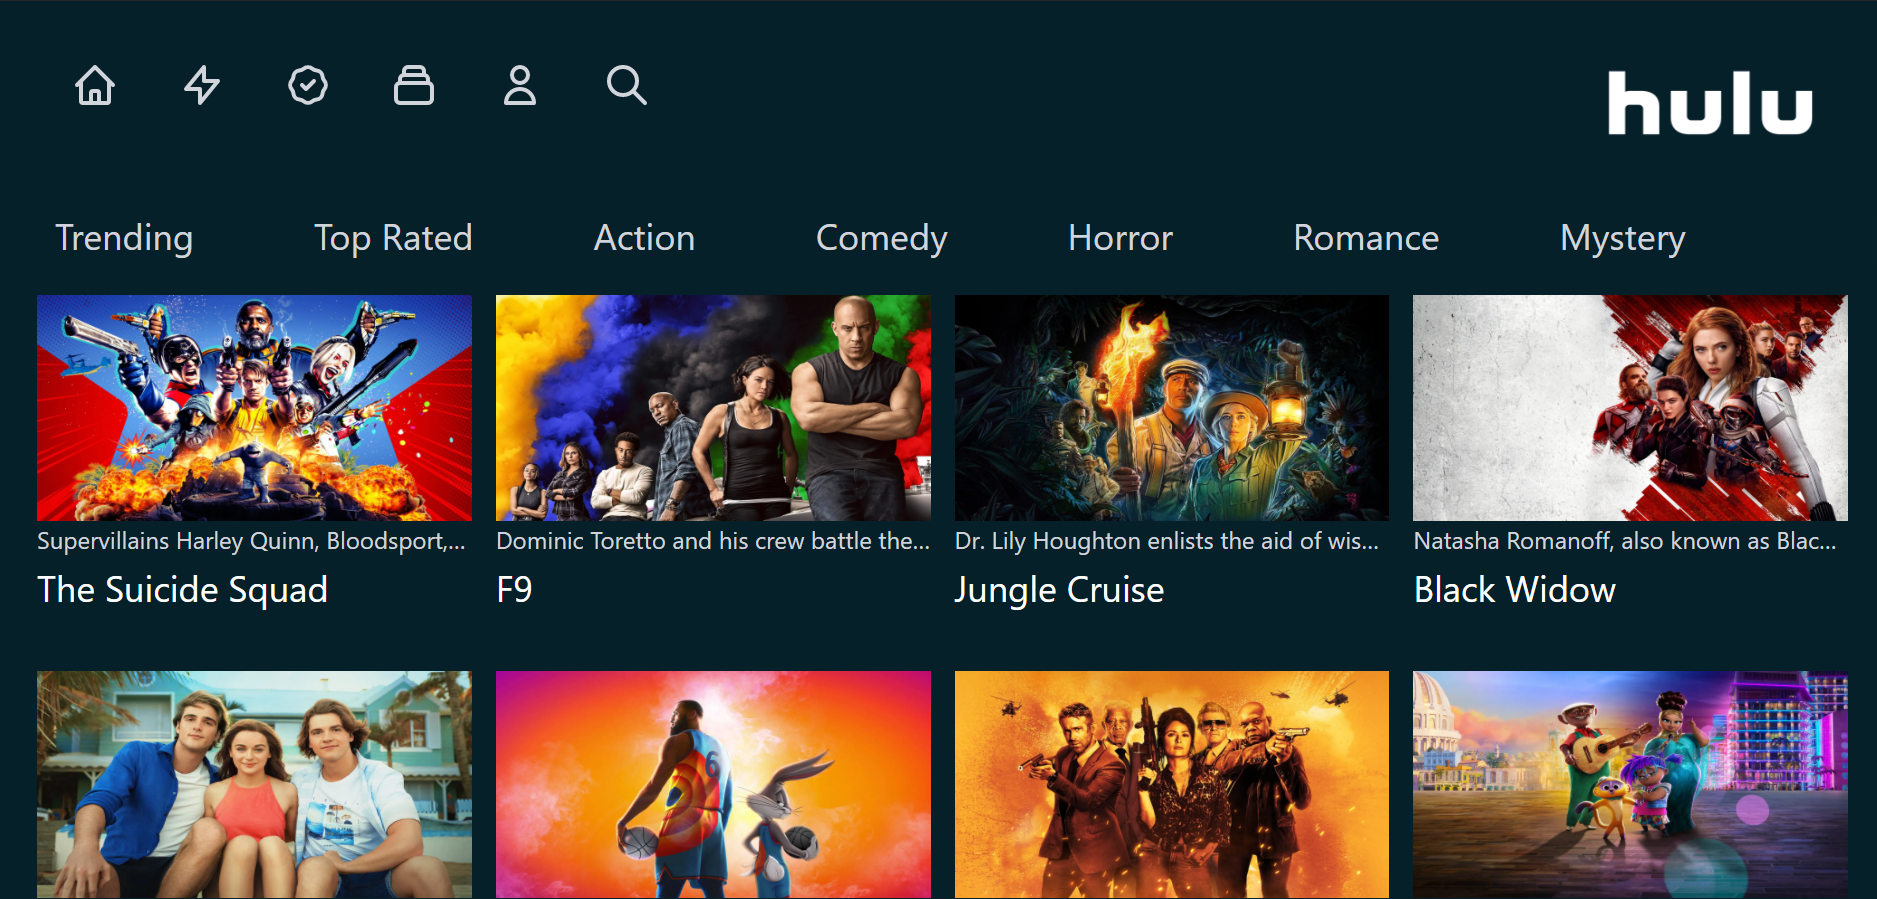 hulu
Trending Top Rated Action Comedy Horror Romance Mystery
6
Supervillains Harley Quinn, Bloodsport,... Dominic Toretto and his crew battle the... Dr. Lily Houghton enlists the aid of wis... Natasha Romanoff, also known as Blac...
The Suicide Squad F9 Jungle Cruise Black Widow